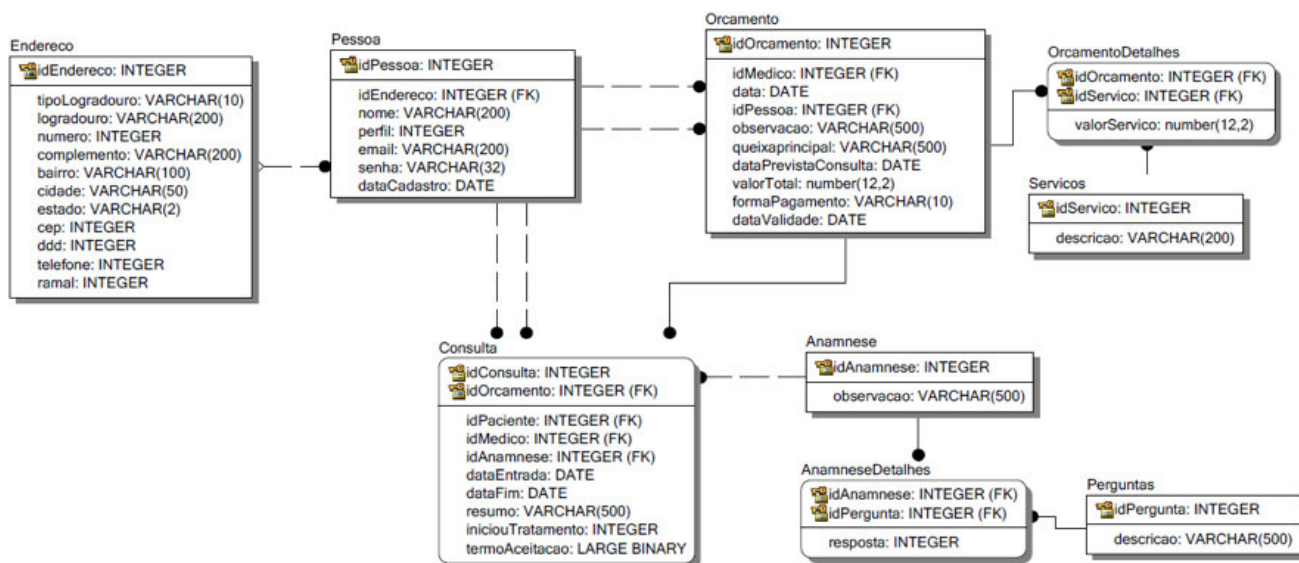 Endereco
idEndereco: INTEGER
tipoLogradouro: VARCHAR(10)
logradouro: VARCHAR(200)
numero: INTEGER
complemento: VARCHAR(200)
bairro: VARCHAR(100)
cidade: VARCHAR(50)
estado: VARCHAR(2)
cep: INTEGER
ddd: INTEGER
telefone: INTEGER
ramal: INTEGER
Pessoa
idPessoa: INTEGER
idEndereco: INTEGER (FK)
nome: VARCHAR(200)
perfil: INTEGER
email: VARCHAR(200)
senha: VARCHAR(32)
dataCadastro: DATE
Orcamento
idOrcamento: INTEGER
idMedico: INTEGER (FK)
data: DATE
idPessoa: INTEGER (FK)
observacao: VARCHAR(500)
queixaprincipal: VARCHAR(500)
dataPrevistaConsulta: DATE
valorTotal: number(12,2)
formaPagamento: VARCHAR(10)
dataValidade: DATE
OrcamentoDetalhes
idOrcamento: INTEGER (FK)
idServico: INTEGER (FK)
valorServico: number(12,2)
Servicos
idServico: INTEGER
descricao: VARCHAR(200)
Consulta
idConsulta: INTEGER
idOrcamento: INTEGER (FK)
idPaciente: INTEGER (FK)
idMedico: INTEGER (FK)
idAnamnese: INTEGER (FK)
dataEntrada: DATE
dataFim: DATE
resumo: VARCHAR(500)
iniciouTratamento: INTEGER
termoAceitacao: LARGE BINARY
Anamnese
idAnamnese: INTEGER
observacao: VARCHAR(500)
AnamneseDetalhes
idAnamnese: INTEGER (FK)
idPergunta: INTEGER (FK)
resposta: INTEGER
Perguntas
idPergunta: INTEGER
descricao: VARCHAR(500)